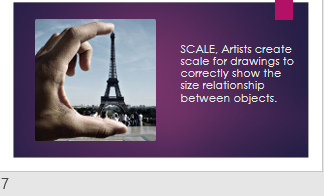 SCALE, Artists create
scale for drawings to
correctly show the
size relationship
between objects.
7